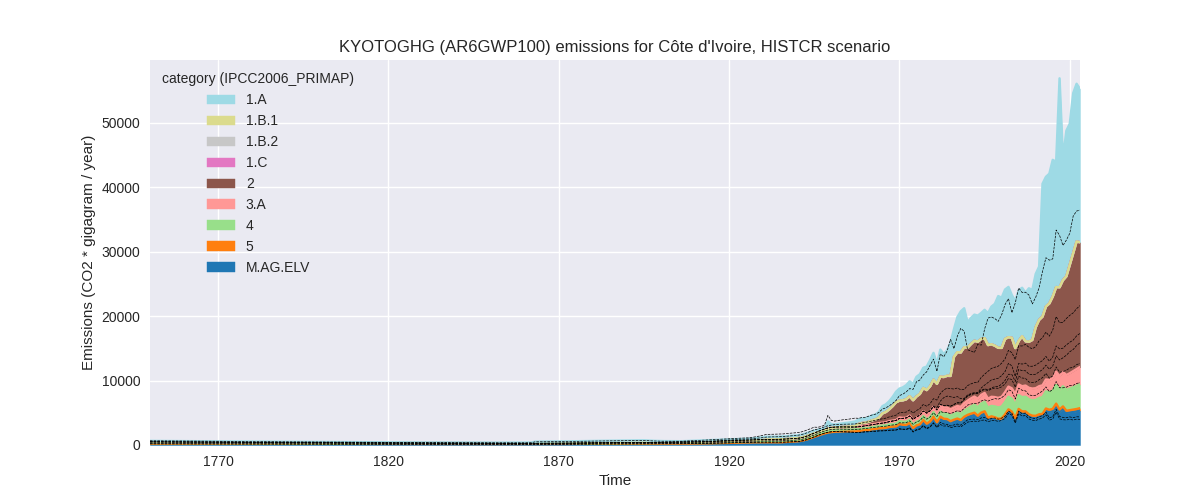 KYOTOGHG (AR6GWP100) emissions for Côte d'Ivoire, HISTCR scenario
category (IPCC2006_PRIMAP)
1.A
1.B.1
1.B.2
1.C
2
3.A
4
5
M.AG.ELV
Emissions (CO2 * gigagram / year)
50000
40000
30000
20000
10000
0
1770
1820
1870
1920
1970
2020
Time